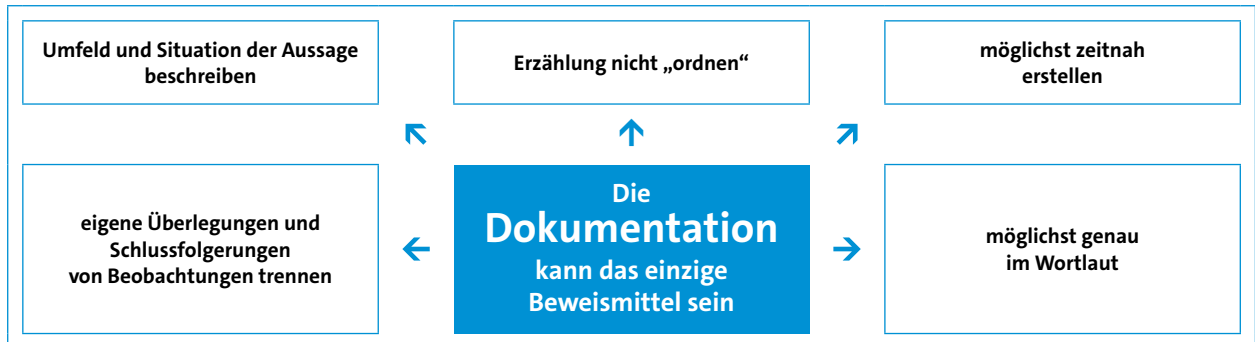 Umfeld und Situation der Aussage
beschreiben
Erzählung nicht „ordnen“
möglichst zeitnah
erstellen
eigene Überlegungen und
Schlussfolgerungen
von Beobachtungen trennen
Die
Dokumentation
kann das einzige
Beweismittel sein
möglichst genau
im Wortlaut